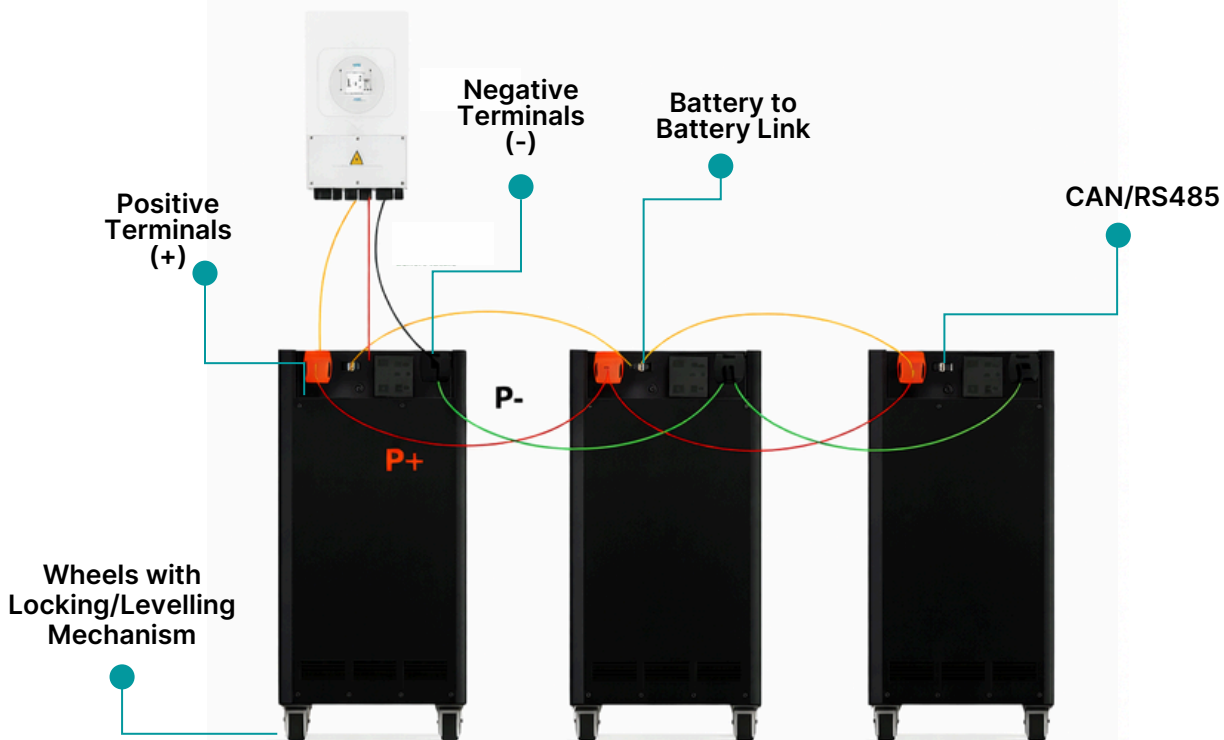 Negative
Terminals
(-)
Battery to
Battery Link
CAN/RS485
Positive
Terminals
(+)
P-
P+
Wheels with
Locking/Levelling
Mechanism